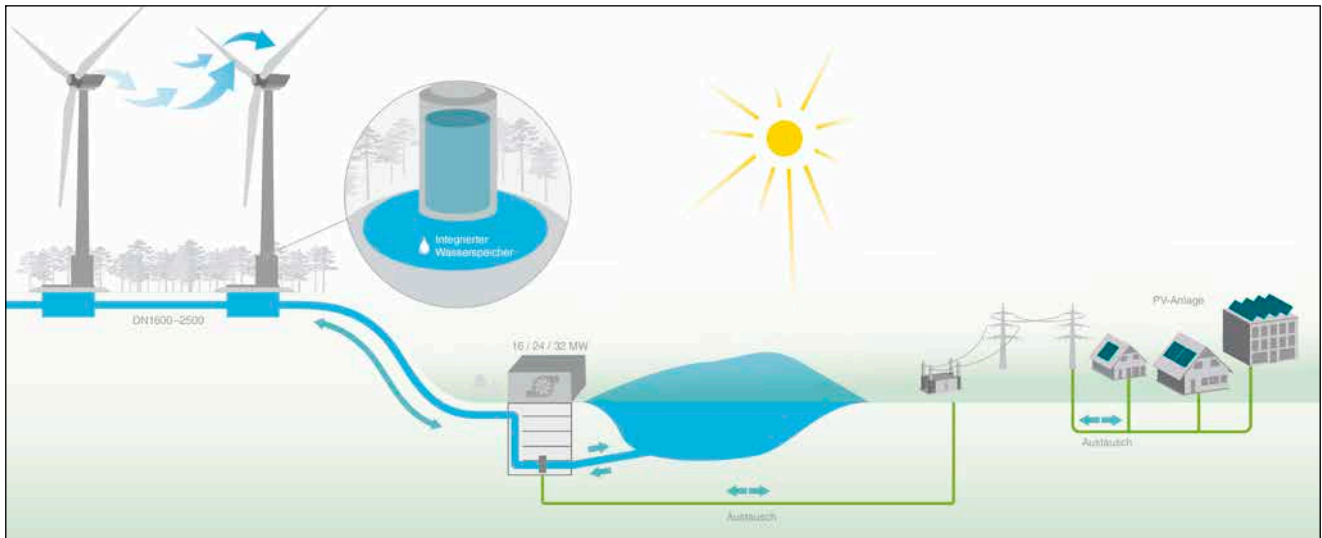 Integrierter
Wasserspeicher
DN1600–2500
16 / 24 / 32 MW
PV-Anlage
Austausch
Austausch